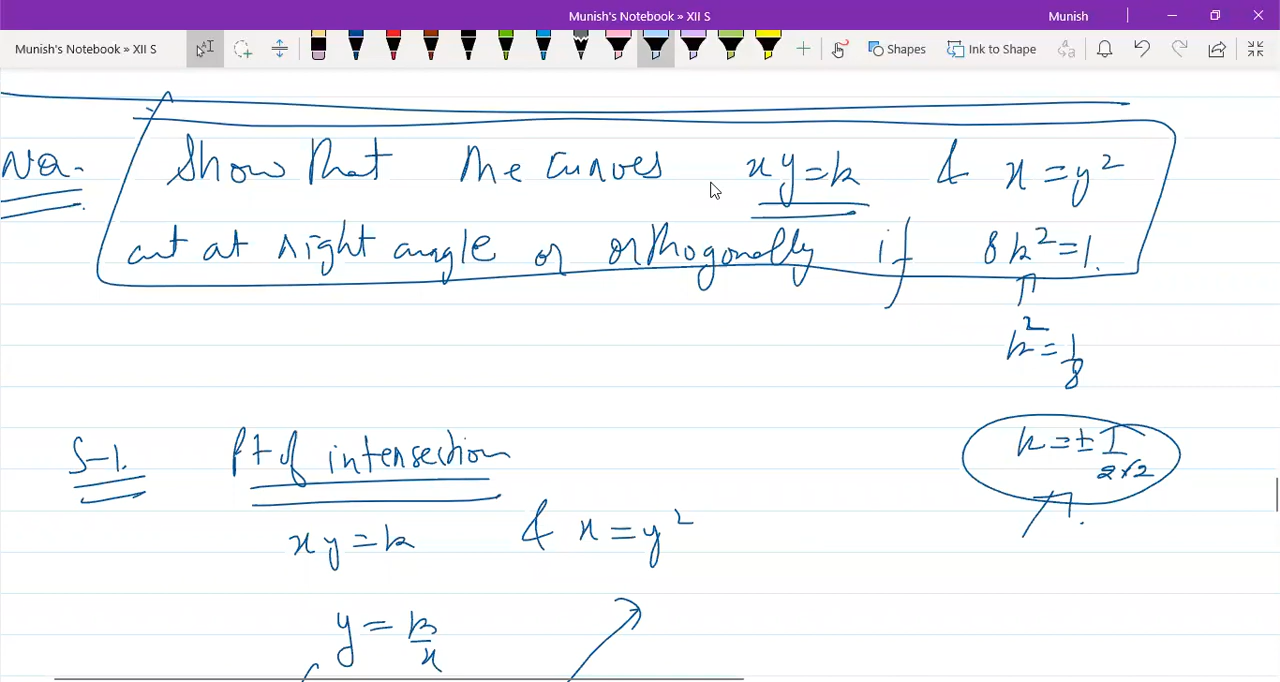 Munish's Notebook » XII S
Munish
Munish's Notebook » XII S
Shapes
Ink to Shape
Show that the curves xy=k & x=y²
cut at right angle or orthogonally if 8k²=1.
k²=1/8
k=±1/2√2
S-1. Pt of intersection
xy=k & x=y²
y=k/x